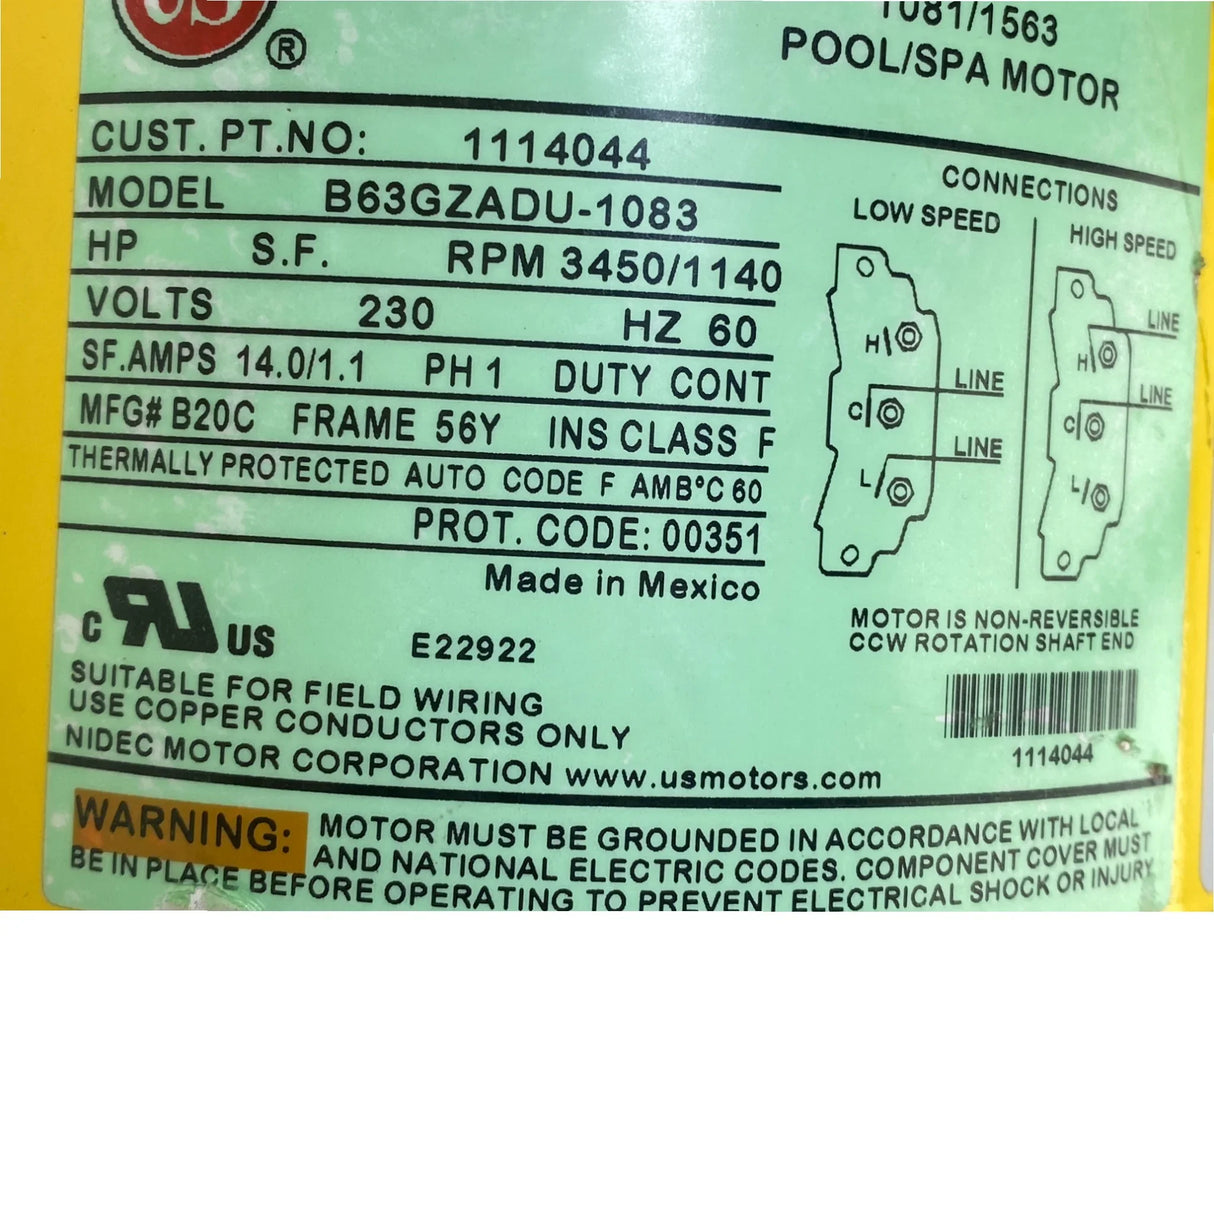 US
®
1081/1563
POOL/SPA MOTOR
CUST. PT.NO: 1114044
MODEL B63GZADU-1083
HP S.F. RPM 3450/1140
VOLTS 230 HZ 60
SF.AMPS 14.0/1.1 PH 1 DUTY CONT
MFG# B20C FRAME 56Y INS CLASS F
THERMALLY PROTECTED AUTO CODE F AMB°C 60
PROT. CODE: 00351
Made in Mexico
c RU US E22922
SUITABLE FOR FIELD WIRING
USE COPPER CONDUCTORS ONLY
NIDEC MOTOR CORPORATION www.usmotors.com
CONNECTIONS
LOW SPEED
H
C
L
LINE
LINE
HIGH SPEED
LINE
H
LINE
C
L
MOTOR IS NON-REVERSIBLE
CCW ROTATION SHAFT END
1114044
WARNING: MOTOR MUST BE GROUNDED IN ACCORDANCE WITH LOCAL
AND NATIONAL ELECTRIC CODES. COMPONENT COVER MUST
BE IN PLACE BEFORE OPERATING TO PREVENT ELECTRICAL SHOCK OR INJURY